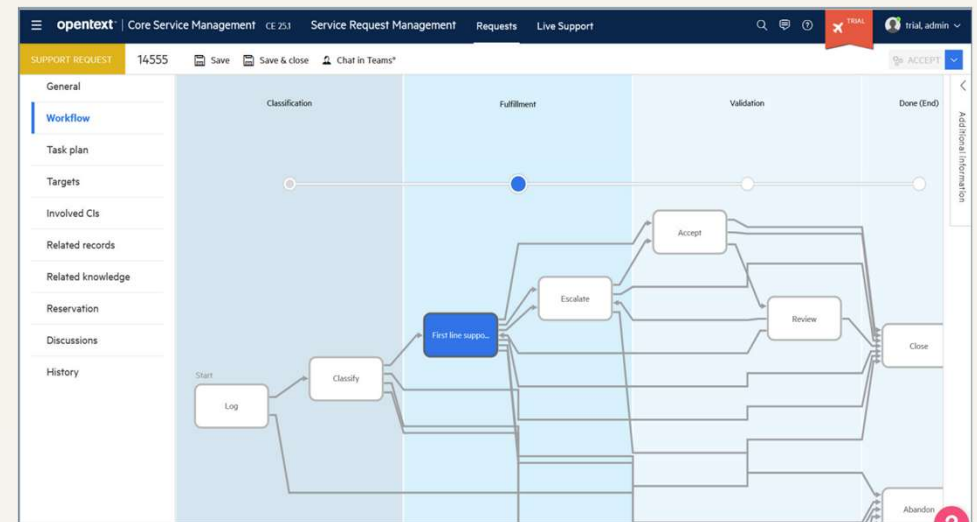 opentext™ | Core Service Management CE 25.1 Service Request Management Requests Live Support TRIAL trial, admin
SUPPORT REQUEST 14555 Save Save & close Chat in Teams* ACCEPT
General
Workflow
Task plan
Targets
Involved CIs
Related records
Related knowledge
Reservation
Discussions
History
Classification Fulfillment Validation Done (End)
Additional information
Accept
Escalate
Review
First line suppo...
Close
Start
Classify
Log
Abandon